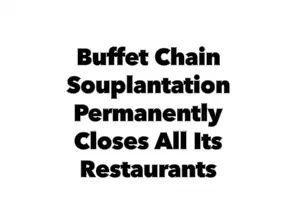 Buffet Chain
Souplantation
Permanently
Closes All Its
Restaurants